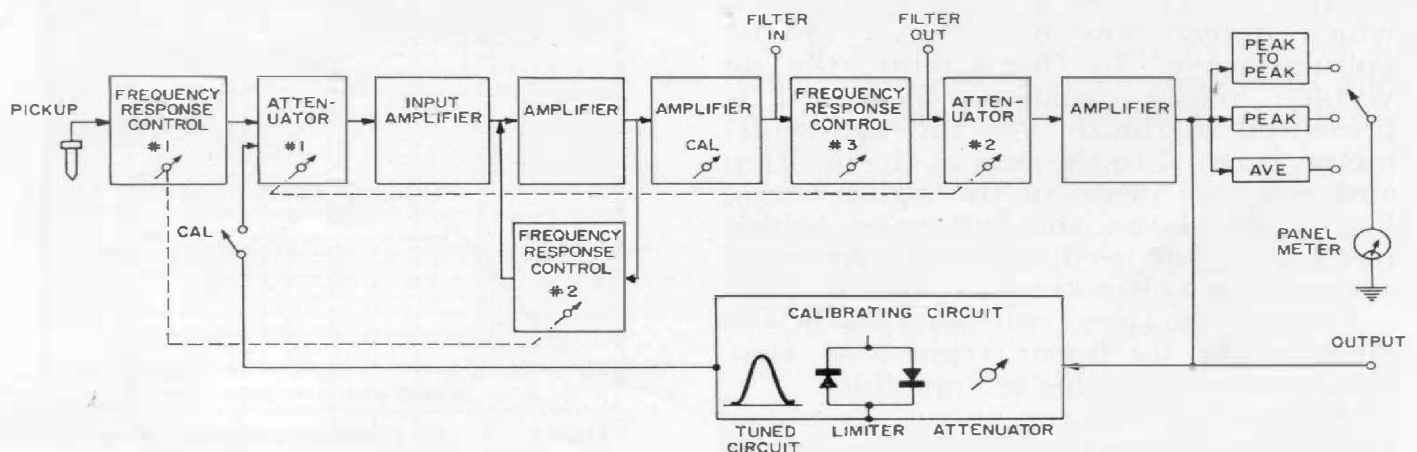 FILTER
IN
FILTER
OUT
PICKUP
FREQUENCY
RESPONSE
CONTROL
#1
ATTEN-
UATOR
#1
INPUT
AMPLIFIER
AMPLIFIER
AMPLIFIER
CAL
FREQUENCY
RESPONSE
CONTROL
#3
ATTEN-
UATOR
#2
AMPLIFIER
PEAK
TO
PEAK
PEAK
AVE
CAL
FREQUENCY
RESPONSE
CONTROL
#2
PANEL
METER
CALIBRATING CIRCUIT
OUTPUT
TUNED
CIRCUIT
LIMITER
ATTENUATOR